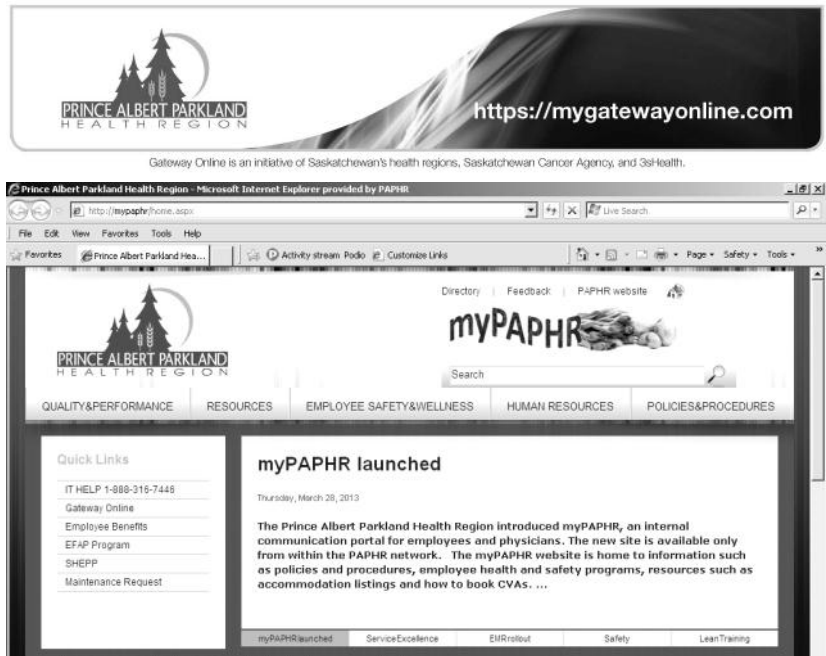 PRINCE ALBERT PARKLAND
HEALTH REGION
https://mygatewayonline.com
Gateway Online is an initiative of Saskatchewan's health regions, Saskatchewan Cancer Agency, and 3sHealth.
Prince Albert Parkland Health Region - Microsoft Internet Explorer provided by PAPHR
http://mypaphr/home.aspx
Live Search
File Edit View Favorites Tools Help
Favorites Prince Albert Parkland Hea... Activity stream Podio Customize Links Page Safety Tools
Directory | Feedback | PAPHR website
myPAPHR
PRINCE ALBERT PARKLAND
HEALTH REGION
Search
QUALITY&PERFORMANCE RESOURCES EMPLOYEE SAFETY&WELLNESS HUMAN RESOURCES POLICIES&PROCEDURES
Quick Links
IT HELP 1-888-316-7446
Gateway Online
Employee Benefits
EFAP Program
SHEPP
Maintenance Request
myPAPHR launched
Thursday, March 28, 2013
The Prince Albert Parkland Health Region introduced myPAPHR, an internal
communication portal for employees and physicians. The new site is available only
from within the PAPHR network. The myPAPHR website is home to information such
as policies and procedures, employee health and safety programs, resources such as
accommodation listings and how to book CVAs. ...
myPAPHRlaunched ServiceExcellence EMRrollout Safety LeanTraining